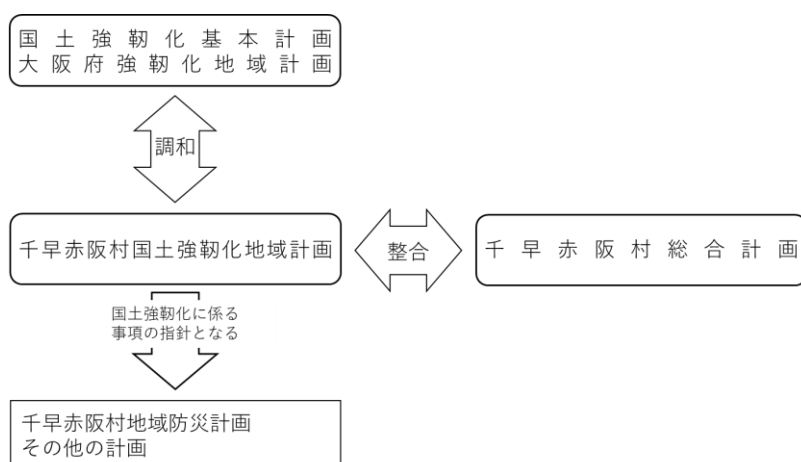 国土強靭化基本計画
大阪府強靭化地域計画
調和
千早赤阪村国土強靭化地域計画
整合
千早赤阪村総合計画
国土強靭化に係る
事項の指針となる
千早赤阪村地域防災計画
その他の計画